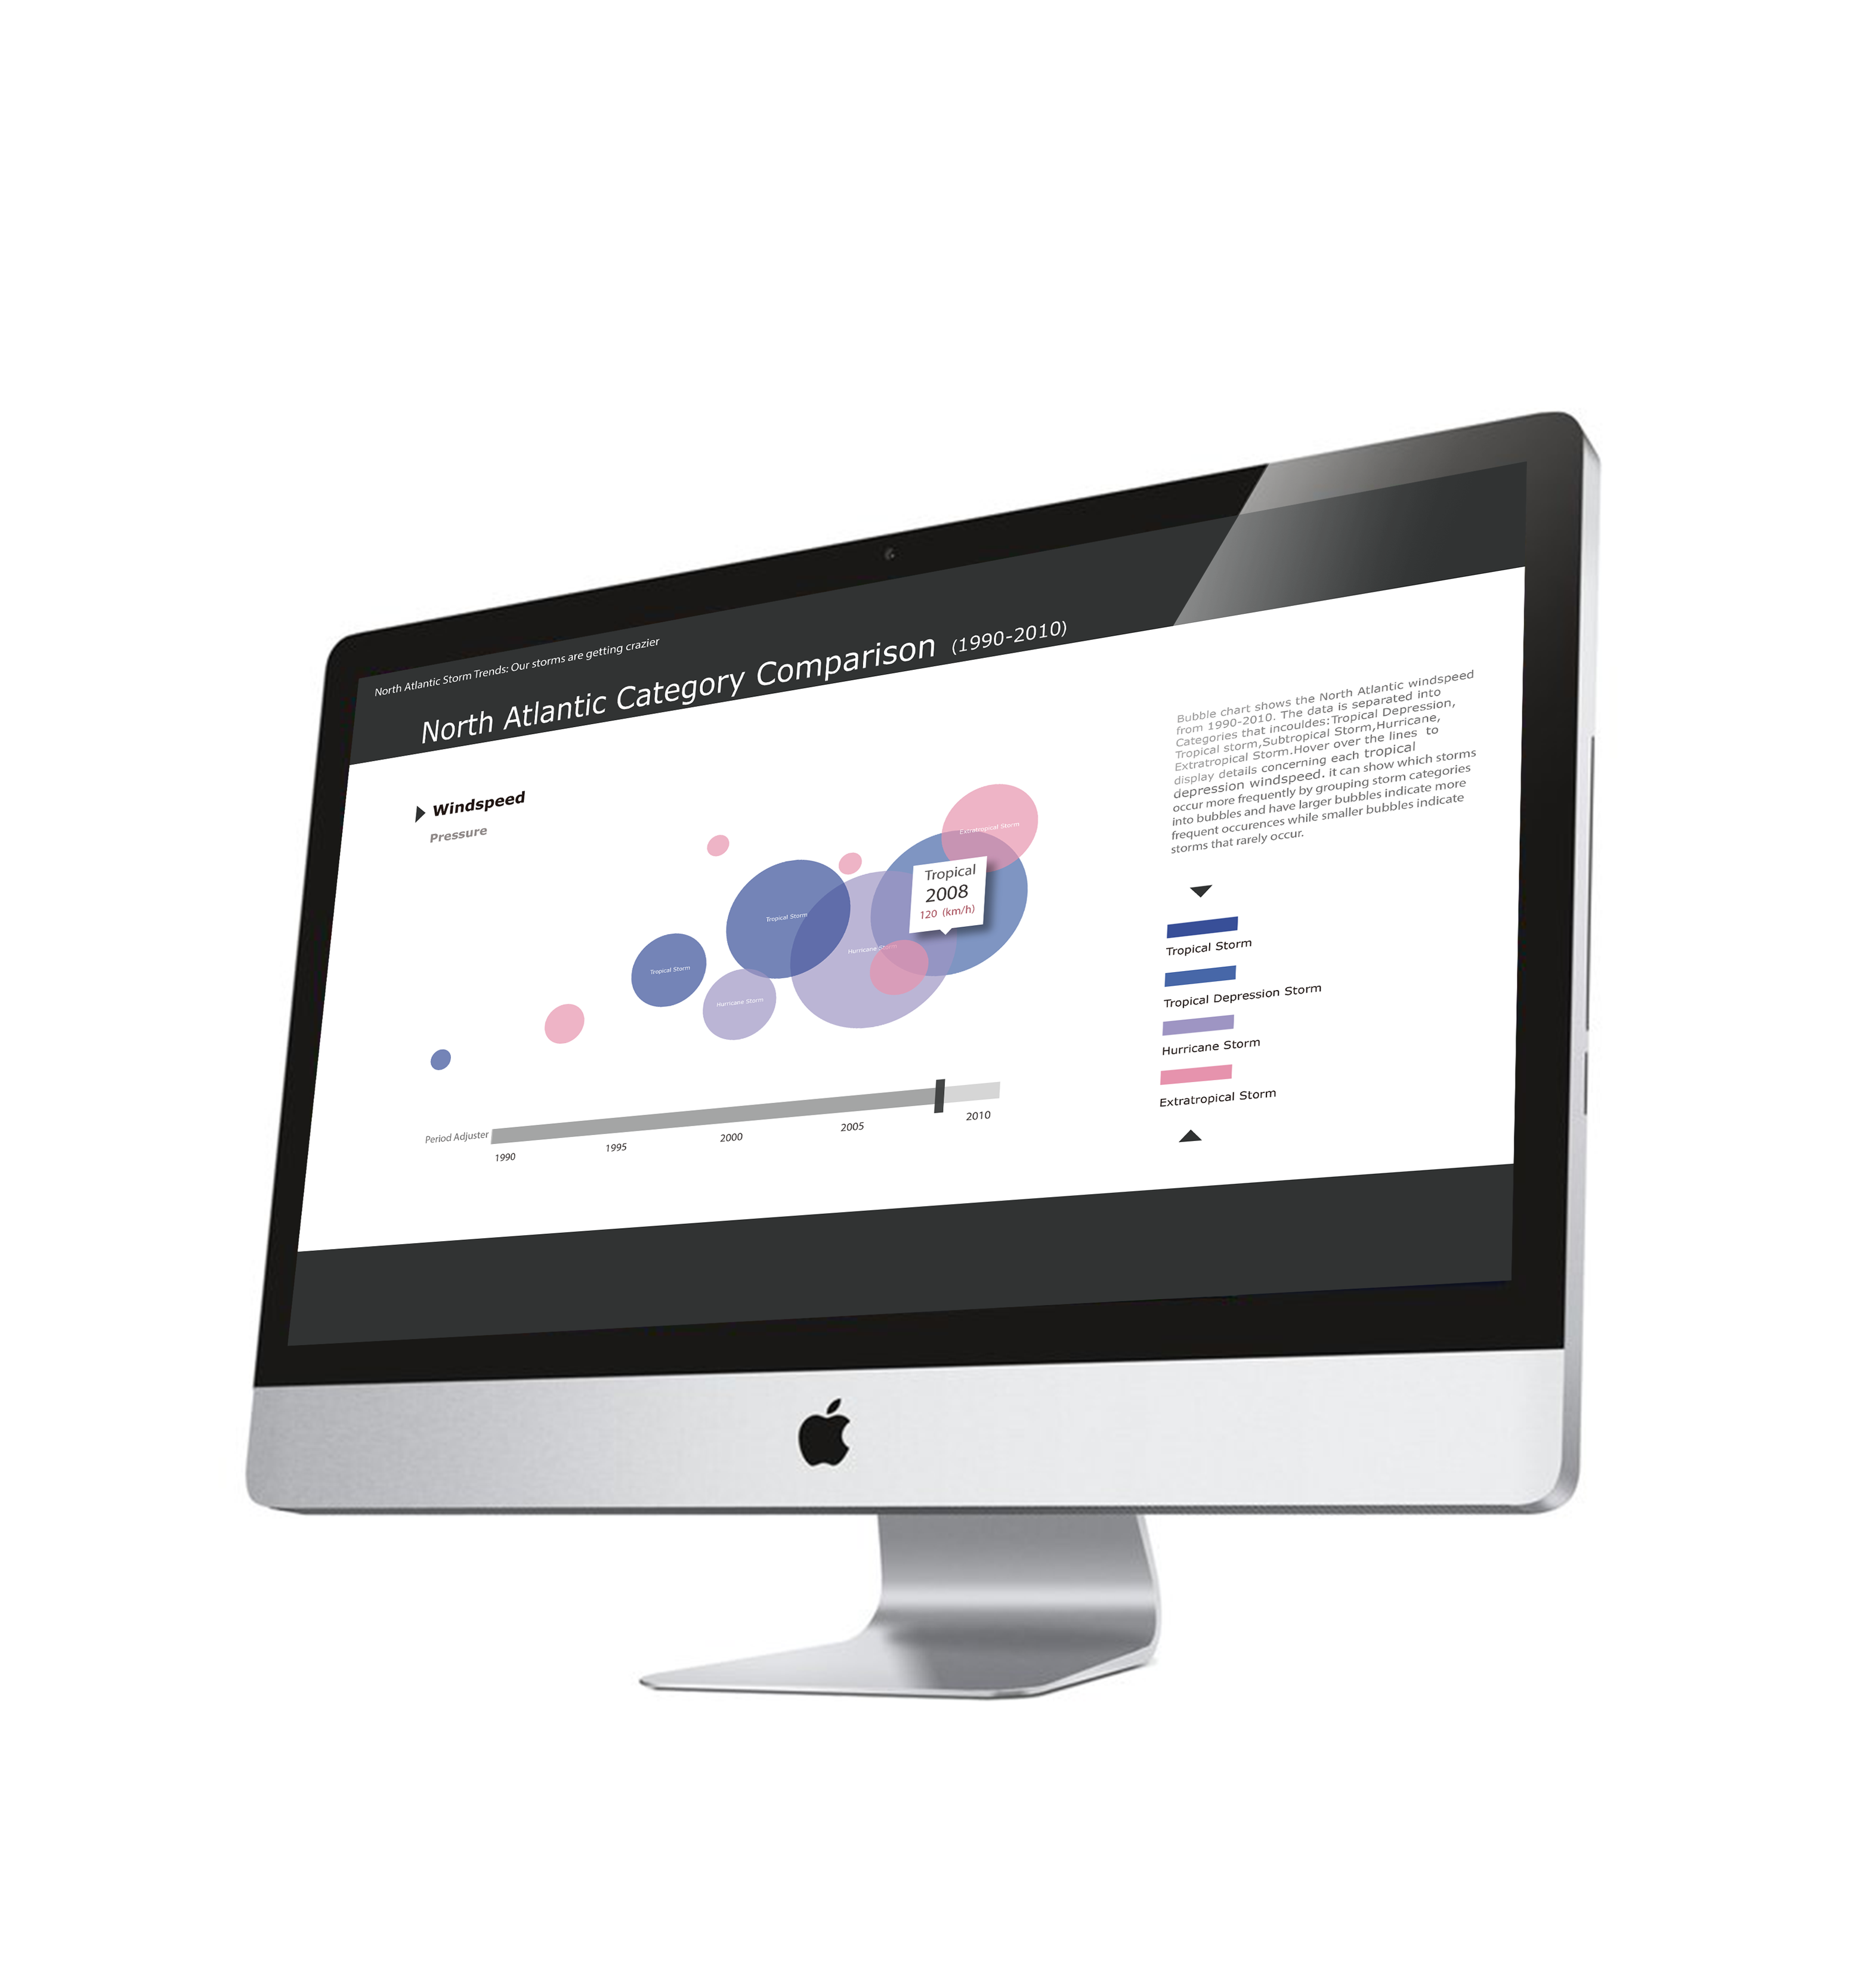 North Atlantic Storm Trends: Our storms are getting crazier
North Atlantic Category Comparison (1990-2010)
Windspeed
Pressure
Extratropical Storm
Tropical Storm
Tropical Storm
Hurricane Storm
Hurricane Storm
Tropical
2008
120 (km/h)
Period Adjuster
1990
1995
2000
2005
2010
Bubble chart shows the North Atlantic windspeed
from 1990-2010. The data is separated into
Categories that incouldes:Tropical Depression,
Tropical storm,Subtropical Storm,Hurricane,
Extratropical Storm.Hover over the lines to
display details concerning each tropical
depression windspeed. it can show which storms
occur more frequently by grouping storm categories
into bubbles and have larger bubbles indicate more
frequent occurences while smaller bubbles indicate
storms that rarely occur.
Tropical Storm
Tropical Depression Storm
Hurricane Storm
Extratropical Storm